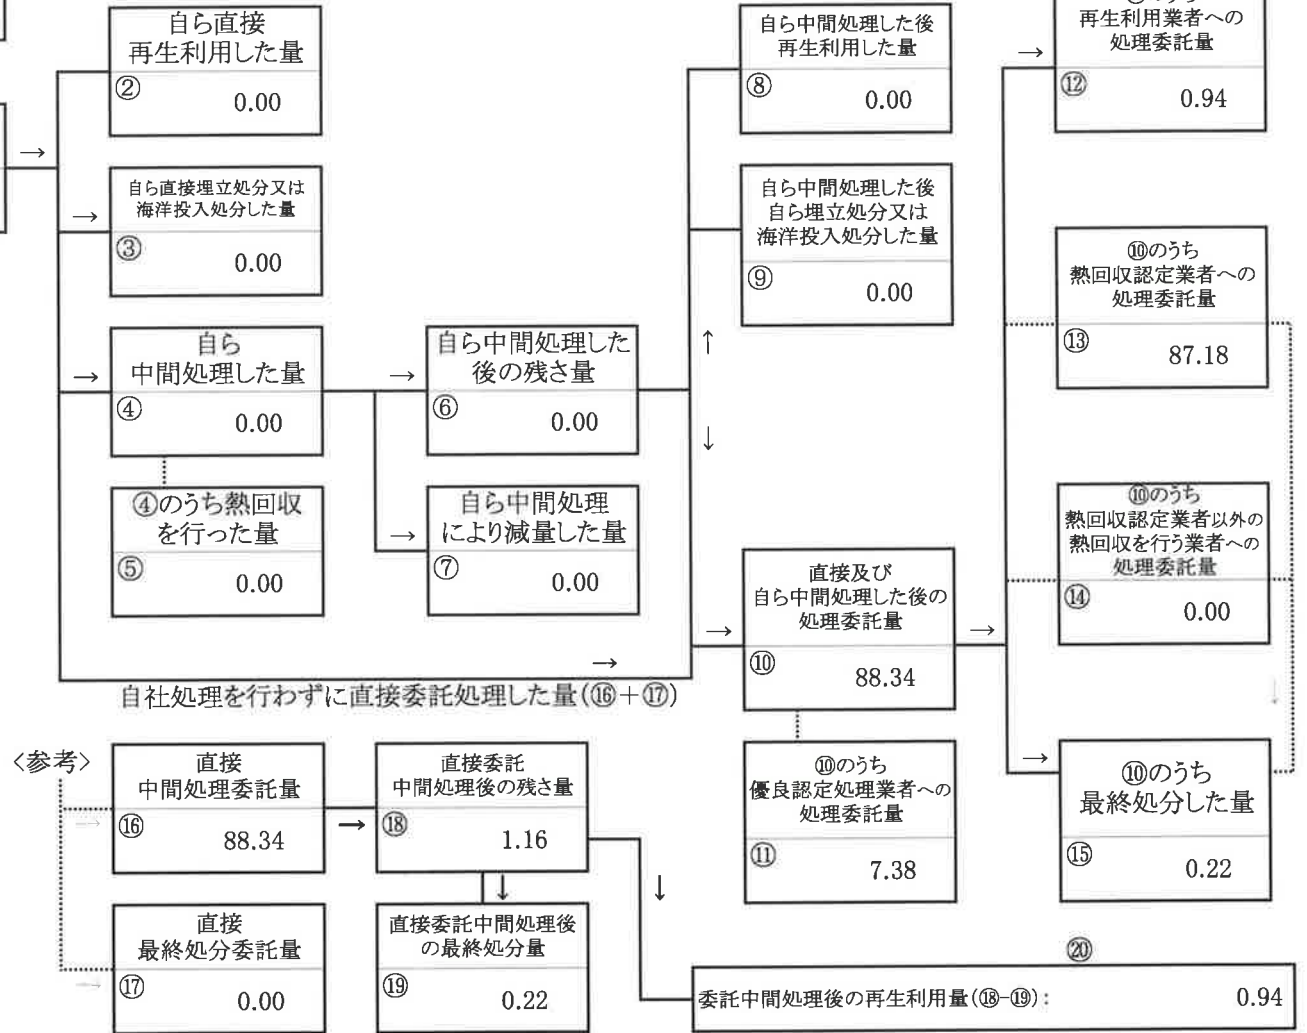 自ら直接
再生利用した量
②
0.00
自ら直接埋立処分又は
海洋投入処分した量
→
③
0.00
→
自ら
中間処理した量
→
④
0.00
④のうち熱回収
を行った量
⑤
0.00
自ら中間処理した
後の残さ量
→
⑥
0.00
自ら中間処理
により減量した量
→
⑦
0.00
→
自社処理を行わずに直接委託処理した量(⑯+⑰)
自ら中間処理した後
再生利用した量
⑧
0.00
自ら中間処理した後
自ら埋立処分又は
海洋投入処分した量
⑨
0.00
↑
↓
直接及び
自ら中間処理した後の
処理委託量
→
⑩
88.34
→
⑩のうち
優良認定処理業者への
処理委託量
⑪
7.38
再生利用業者への
処理委託量
→
⑫
0.94
⑩のうち
熱回収認定業者への
処理委託量
⑬
87.18
⑩のうち
熱回収認定業者以外の
熱回収を行う業者への
処理委託量
⑭
0.00
↓
⑩のうち
最終処分した量
→
⑮
0.22
〈参考〉
直接
中間処理委託量
→
⑯
88.34
直接
最終処分委託量
→
⑰
0.00
直接委託
中間処理後の残さ量
→
⑱
1.16
↓
直接委託中間処理後
の最終処分量
⑲
0.22
↓
⑳
委託中間処理後の再生利用量(⑱-⑲): 0.94